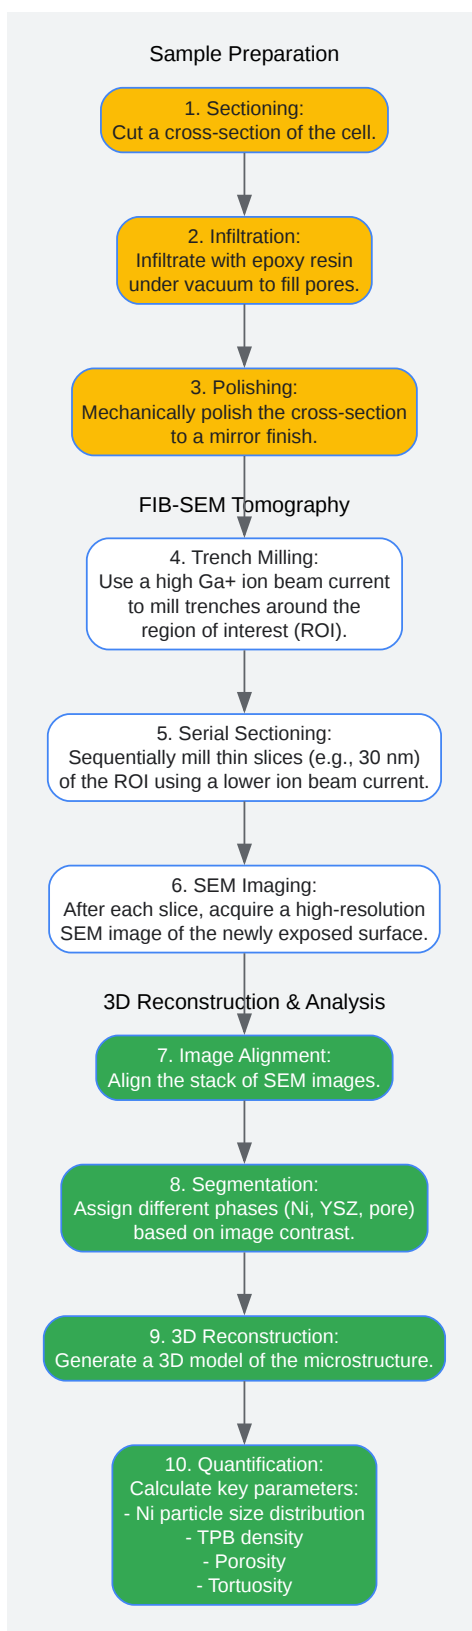 Sample Preparation
1. Sectioning:
Cut a cross-section of the cell.
2. Infiltration:
Infiltrate with epoxy resin
under vacuum to fill pores.
3. Polishing:
Mechanically polish the cross-section
to a mirror finish.
FIB-SEM Tomography
4. Trench Milling:
Use a high Ga+ ion beam current
to mill trenches around the
region of interest (ROI).
5. Serial Sectioning:
Sequentially mill thin slices (e.g., 30 nm)
of the ROI using a lower ion beam current.
6. SEM Imaging:
After each slice, acquire a high-resolution
SEM image of the newly exposed surface.
3D Reconstruction & Analysis
7. Image Alignment:
Align the stack of SEM images.
8. Segmentation:
Assign different phases (Ni, YSZ, pore)
based on image contrast.
9. 3D Reconstruction:
Generate a 3D model of the microstructure.
10. Quantification:
Calculate key parameters:
- Ni particle size distribution
- TPB density
- Porosity
- Tortuosity